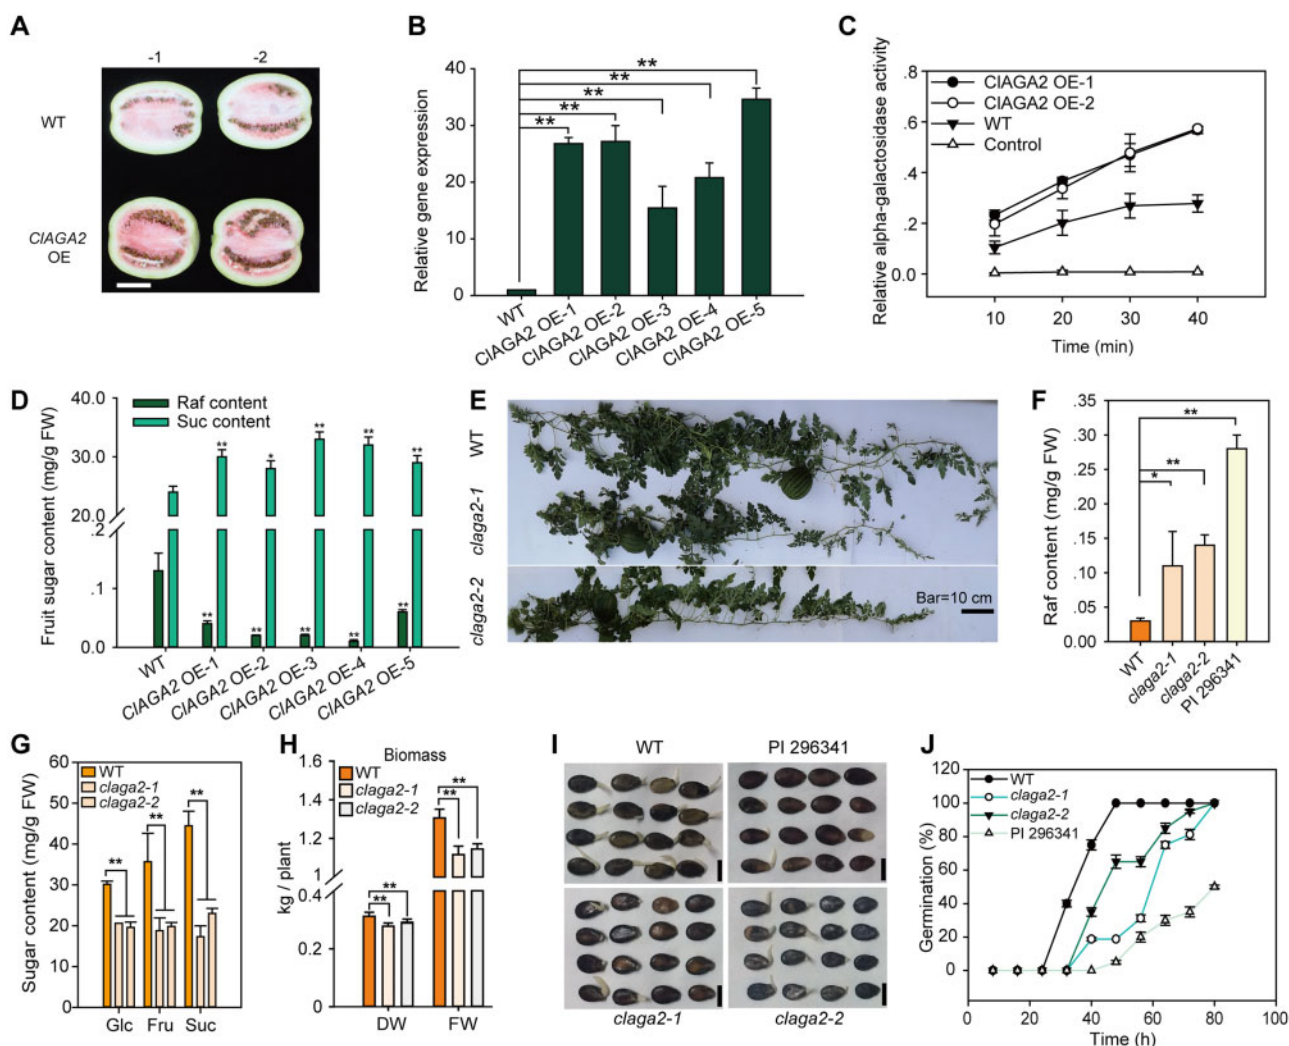 A
-1 -2
WT
ClAGA2
OE
B
Relative gene expression
40
30
20
10
0
**
**
**
**
**
WT
ClAGA2 OE-1
ClAGA2 OE-2
ClAGA2 OE-3
ClAGA2 OE-4
ClAGA2 OE-5
C
Relative alpha-galactosidase activity
.8
.6
.4
.2
0.0
ClAGA2 OE-1
ClAGA2 OE-2
WT
Control
10 20 30 40
Time (min)
D
Fruit sugar content (mg/g FW)
40.0
30.0
20.0
.2
.1
0.0
Raf content
Suc content
** * ** ** **
** ** ** ** **
WT
ClAGA2 OE-1
ClAGA2 OE-2
ClAGA2 OE-3
ClAGA2 OE-4
ClAGA2 OE-5
E
WT
claga2-1
claga2-2
Bar=10 cm
F
Raf content (mg/g FW)
.35
.30
.25
.20
.15
.10
.05
0.00
**
**
*
WT
claga2-1
claga2-2
PI 296341
G
Sugar content (mg/g FW)
60
50
40
30
20
10
0
WT
claga2-1
claga2-2
** ** **
Glc Fru Suc
H
Biomass
kg / plant
1.6
1.4
1.2
1
0.4
0.2
0
WT
claga2-1
claga2-2
**
**
**
**
DW FW
I
WT PI 296341
claga2-1 claga2-2
J
Germination (%)
120
100
80
60
40
20
0
WT
claga2-1
claga2-2
PI 296341
0 20 40 60 80 100
Time (h)